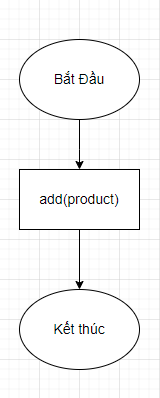 Bắt Đầu
add(product)
Kết thúc